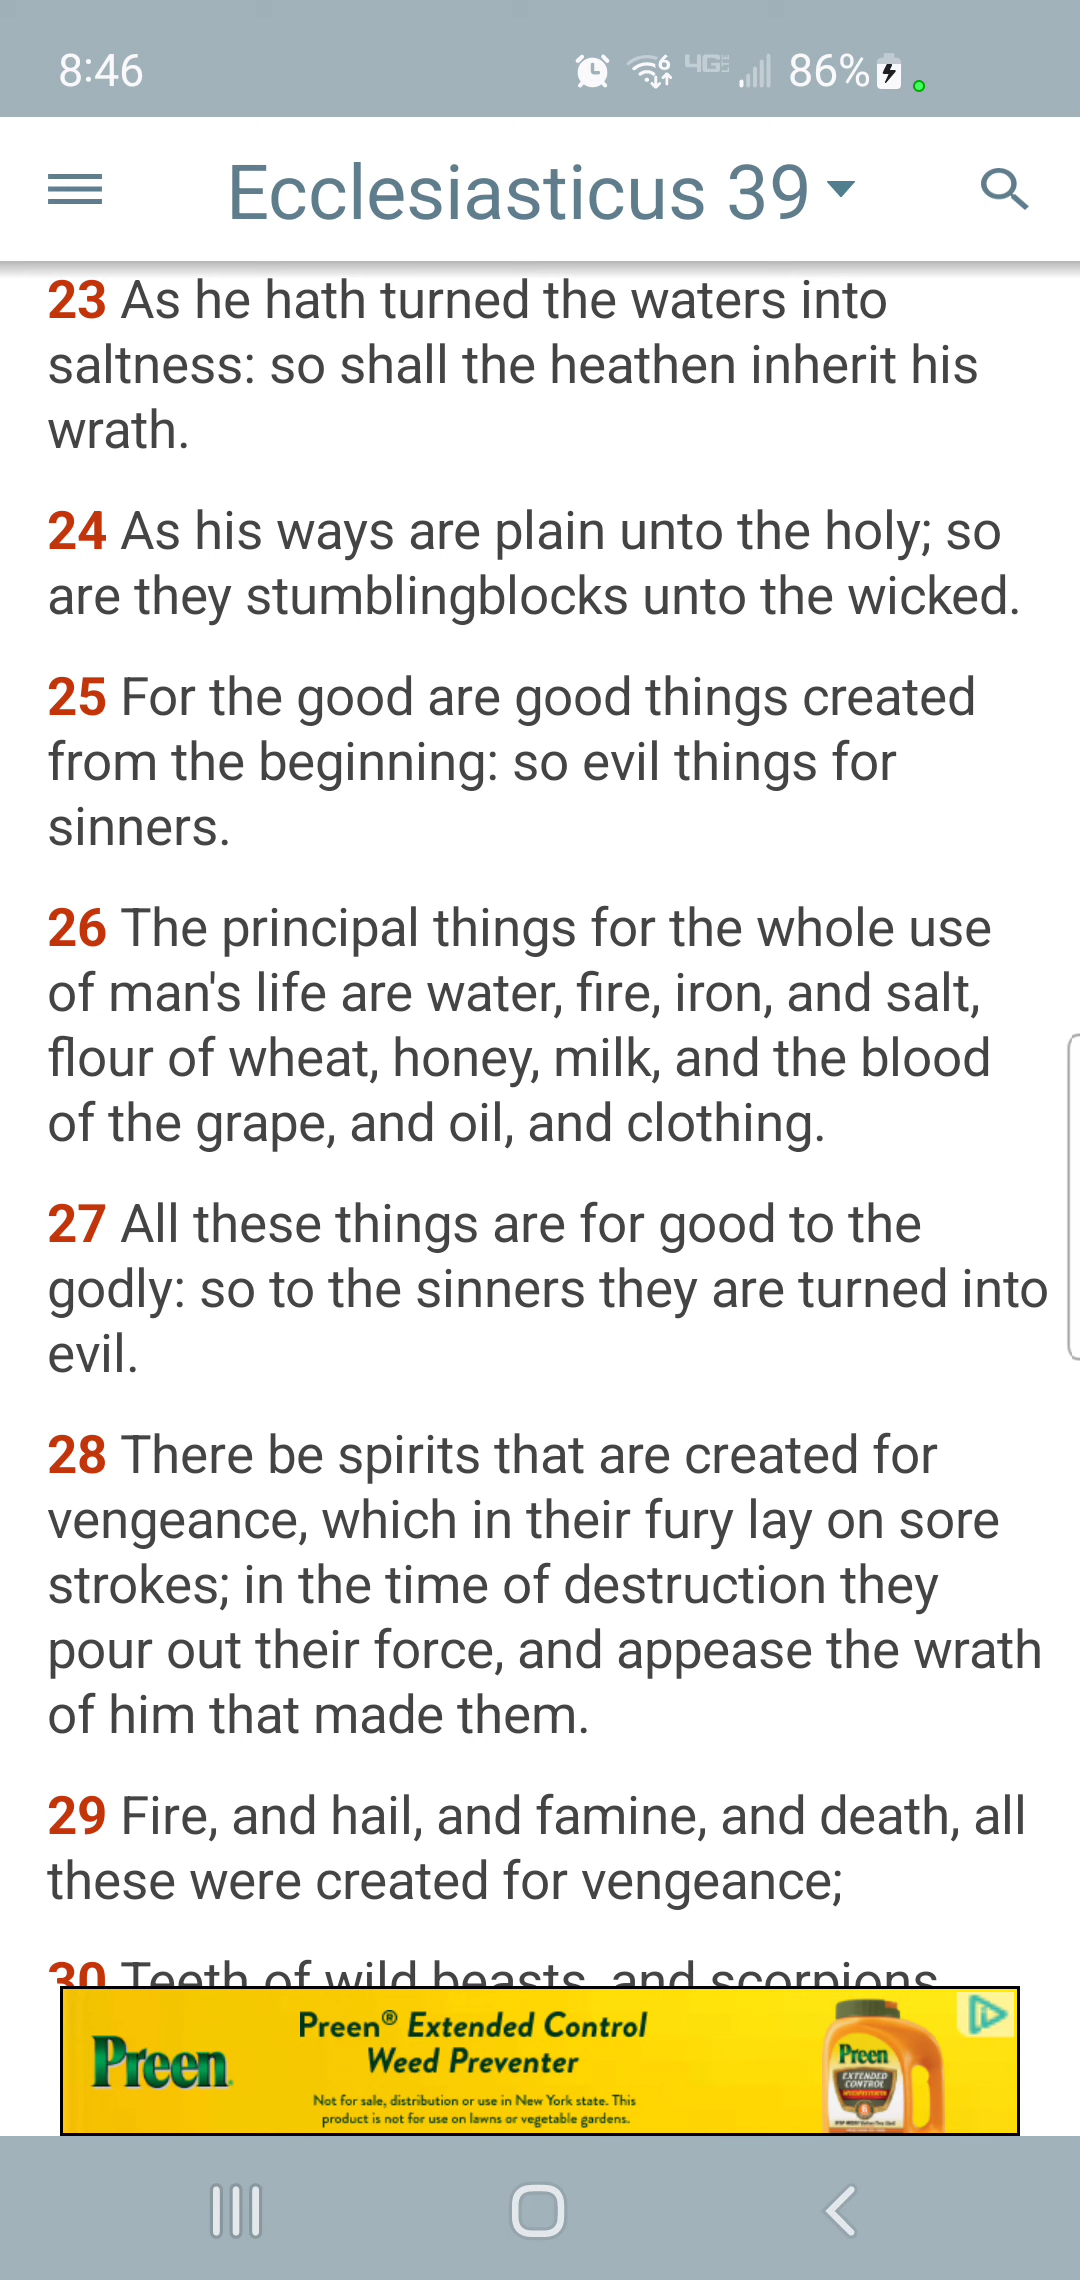 8:46
6 4G LTE 86%
Ecclesiasticus 39
23 As he hath turned the waters into
saltness: so shall the heathen inherit his
wrath.
24 As his ways are plain unto the holy; so
are they stumblingblocks unto the wicked.
25 For the good are good things created
from the beginning: so evil things for
sinners.
26 The principal things for the whole use
of man's life are water, fire, iron, and salt,
flour of wheat, honey, milk, and the blood
of the grape, and oil, and clothing.
27 All these things are for good to the
godly: so to the sinners they are turned into
evil.
28 There be spirits that are created for
vengeance, which in their fury lay on sore
strokes; in the time of destruction they
pour out their force, and appease the wrath
of him that made them.
29 Fire, and hail, and famine, and death, all
these were created for vengeance;
30 Teeth of wild beasts, and scorpions,
Preen
Preen® Extended Control
Weed Preventer
Not for sale, distribution or use in New York state. This
product is not for use on lawns or vegetable gardens.
Preen
EXTENDED
CONTROL